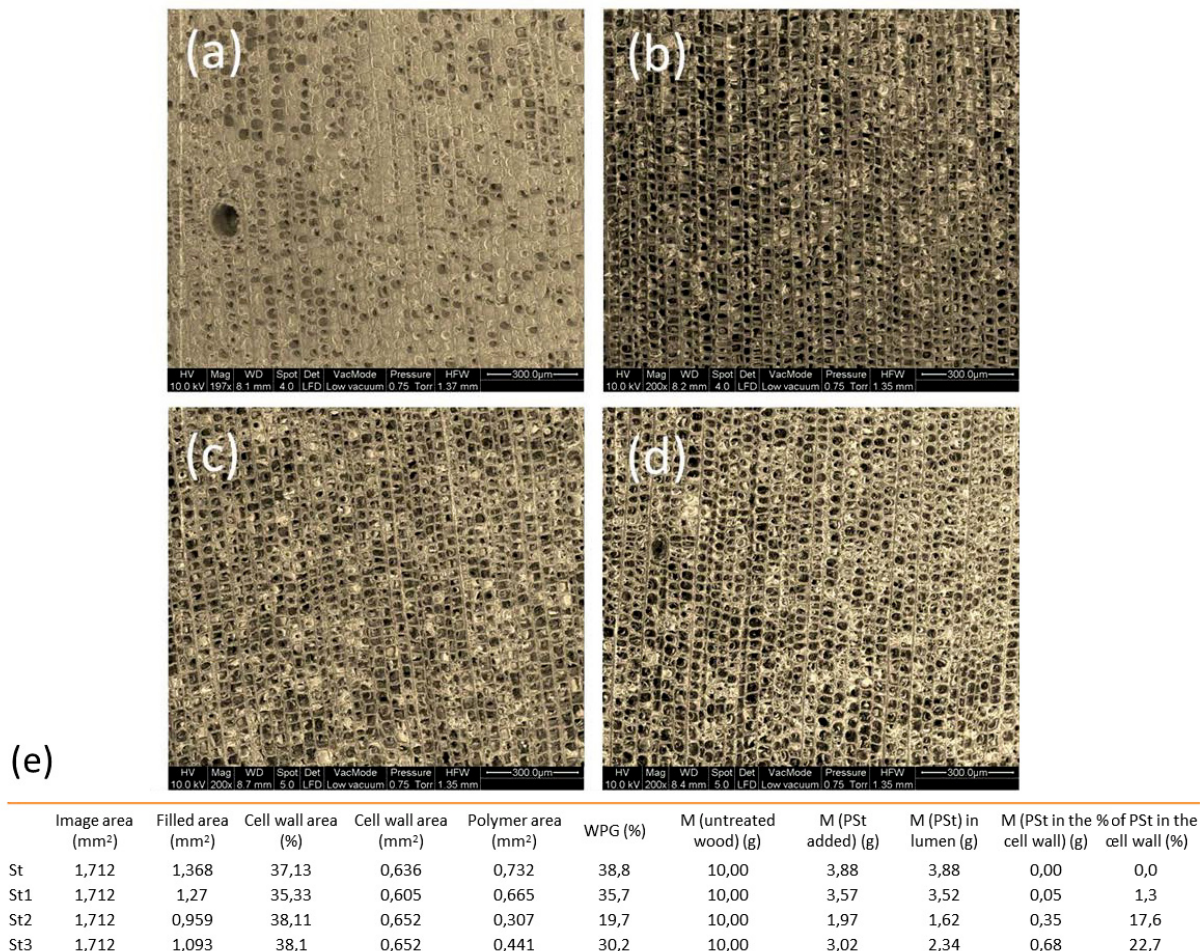 (a)
HV Mag WD Spot Det VacMode Pressure HFW 300.0µm
10.0 kV 197x 8.1 mm 4.0 LFD Low vacuum 0.75 Torr 1.37 mm
(b)
HV Mag WD Spot Det VacMode Pressure HFW 300.0µm
10.0 kV 200x 8.2 mm 4.0 LFD Low vacuum 0.75 Torr 1.35 mm
(c)
HV Mag WD Spot Det VacMode Pressure HFW 300.0µm
10.0 kV 200x 8.7 mm 5.0 LFD Low vacuum 0.75 Torr 1.35 mm
(d)
HV Mag WD Spot Det VacMode Pressure HFW 300.0µm
10.0 kV 200x 8.4 mm 5.0 LFD Low vacuum 0.75 Torr 1.35 mm
(e)
Image area Filled area Cell wall area Cell wall area Polymer area WPG (%) M (untreated M (PSt M (PSt) in M (PSt in the % of PSt in the
(mm²) (mm²) (%) (mm²) (mm²) wood) (g) added) (g) lumen (g) cell wall) (g) cell wall (%)
St 1,712 1,368 37,13 0,636 0,732 38,8 10,00 3,88 3,88 0,00 0,0
St1 1,712 1,27 35,33 0,605 0,665 35,7 10,00 3,57 3,52 0,05 1,3
St2 1,712 0,959 38,11 0,652 0,307 19,7 10,00 1,97 1,62 0,35 17,6
St3 1,712 1,093 38,1 0,652 0,441 30,2 10,00 3,02 2,34 0,68 22,7